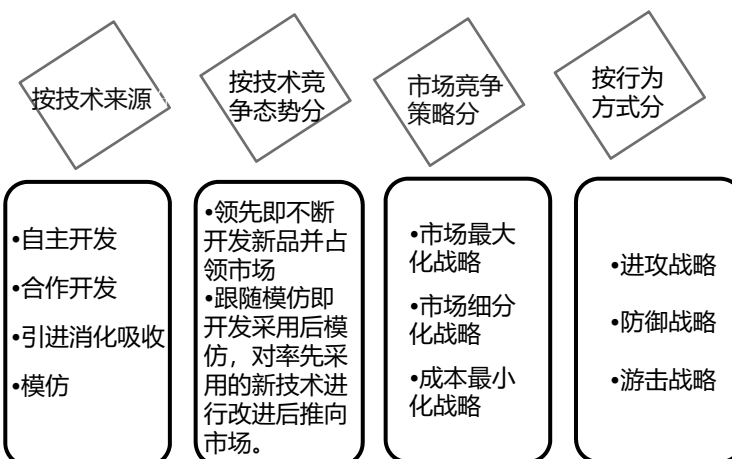 按技术来源
按技术竞
争态势分
市场竞争
策略分
按行为
方式分
•自主开发
•合作开发
•引进消化吸收
•模仿
•领先即不断
开发新品并占
领市场
•跟随模仿即
开发采用后模
仿，对率先采
用的新技术进
行改进后推向
市场。
•市场最大
化战略
•市场细分
化战略
•成本最小
化战略
•进攻战略
•防御战略
•游击战略